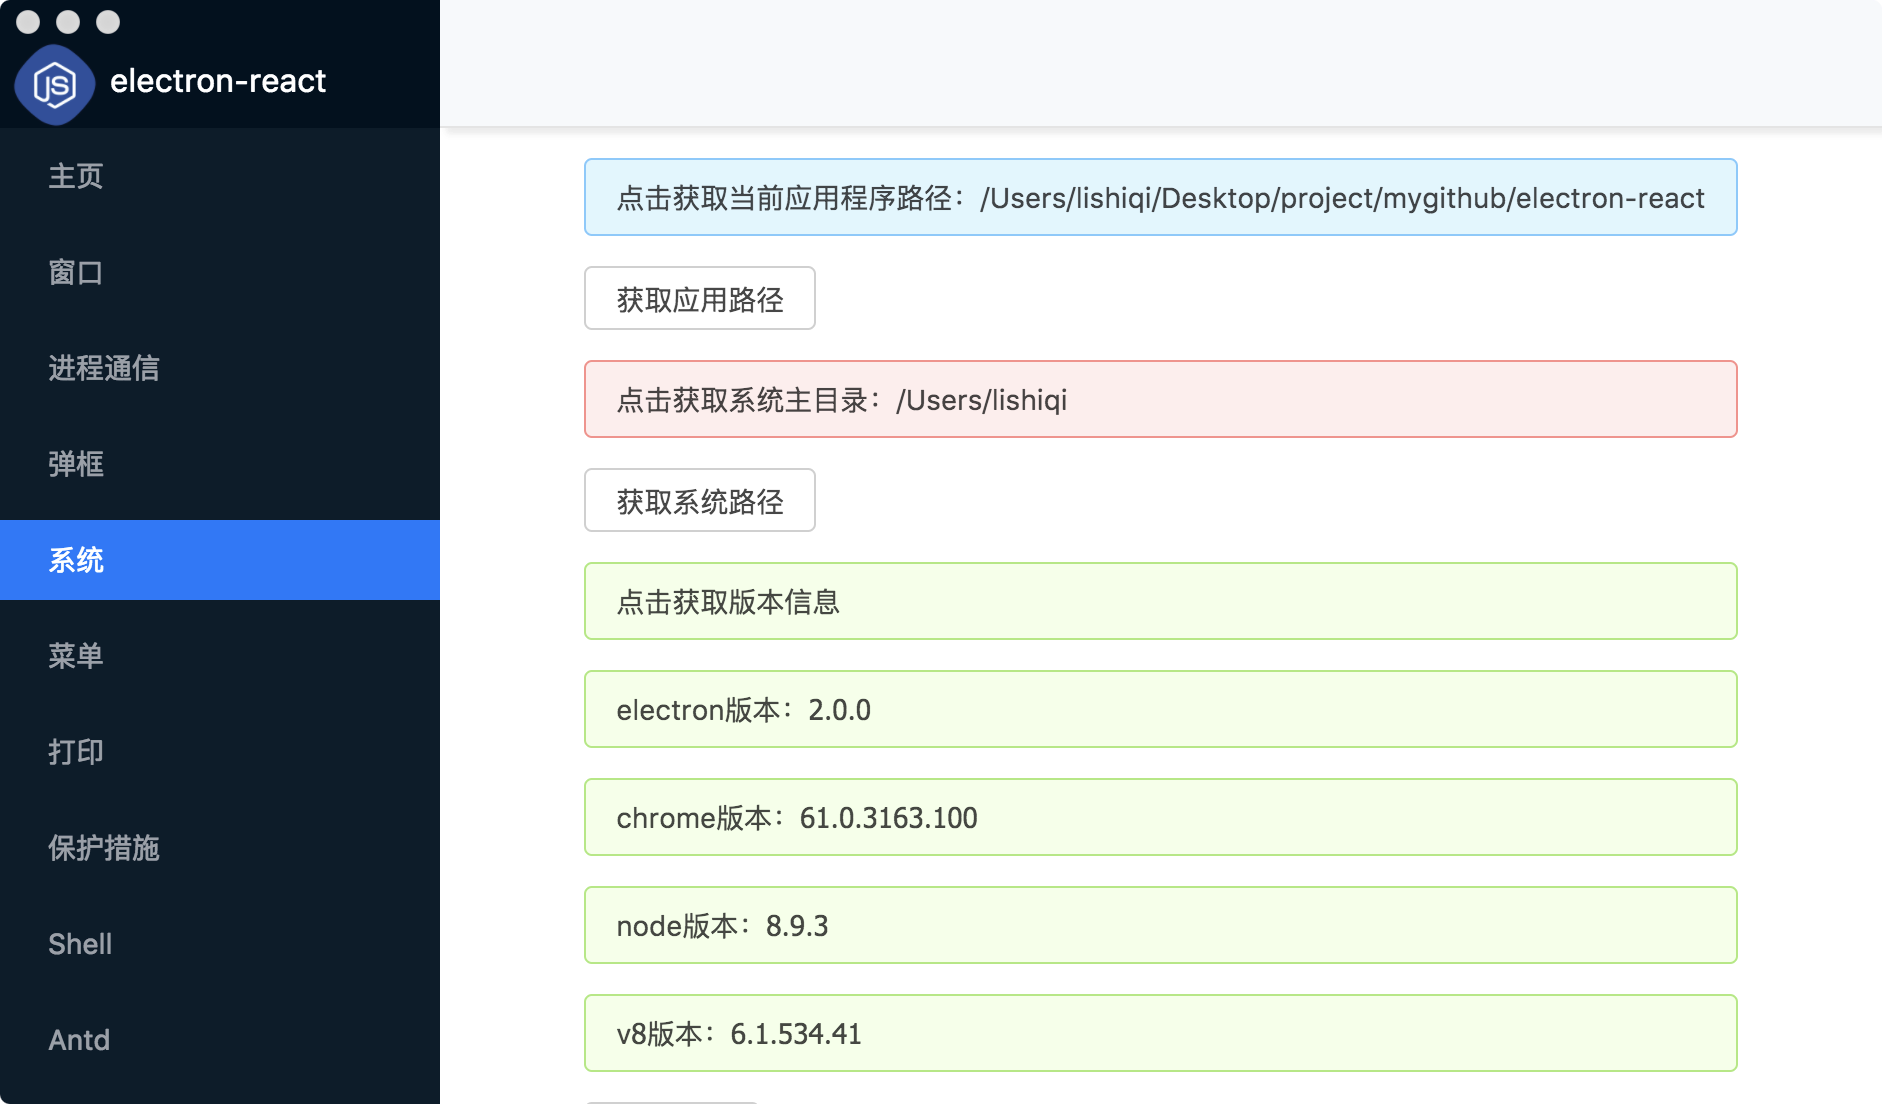 JS
electron-react
主页
窗口
进程通信
弹框
系统
菜单
打印
保护措施
Shell
Antd
点击获取当前应用程序路径：/Users/lishiqi/Desktop/project/mygithub/electron-react
获取应用路径
点击获取系统主目录：/Users/lishiqi
获取系统路径
点击获取版本信息
electron版本：2.0.0
chrome版本：61.0.3163.100
node版本：8.9.3
v8版本：6.1.534.41